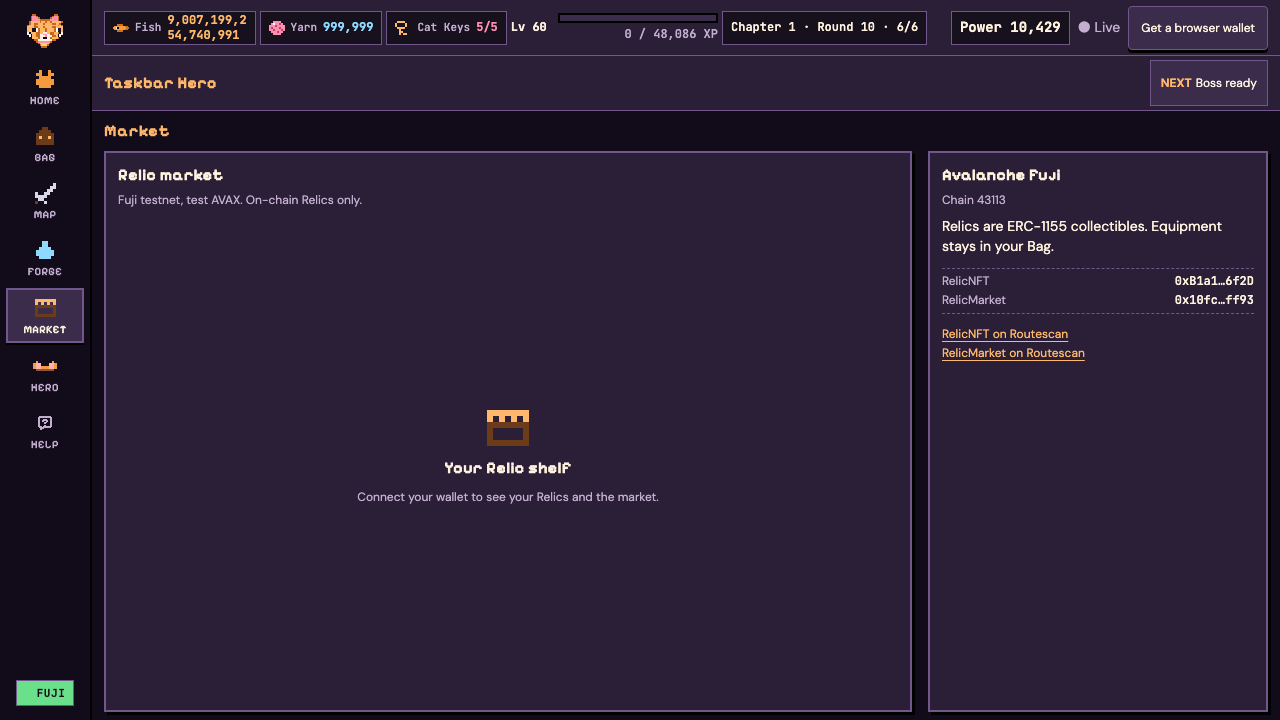 Fish 9,007,199,2
54,740,991
Yarn 999,999
Cat Keys 5/5
Lv 60
0 / 48,086 XP
Chapter 1 · Round 10 · 6/6
Power 10,429
Live
Get a browser wallet
HOME
BAG
MAP
FORGE
MARKET
HERO
HELP
FUJI
Taskbar Hero
NEXT Boss ready
Market
Relic market
Fuji testnet, test AVAX. On-chain Relics only.
Your Relic shelf
Connect your wallet to see your Relics and the market.
Avalanche Fuji
Chain 43113
Relics are ERC-1155 collectibles. Equipment
stays in your Bag.
RelicNFT 0xB1a1…6f2D
RelicMarket 0x10fc…ff93
RelicNFT on Routescan
RelicMarket on Routescan